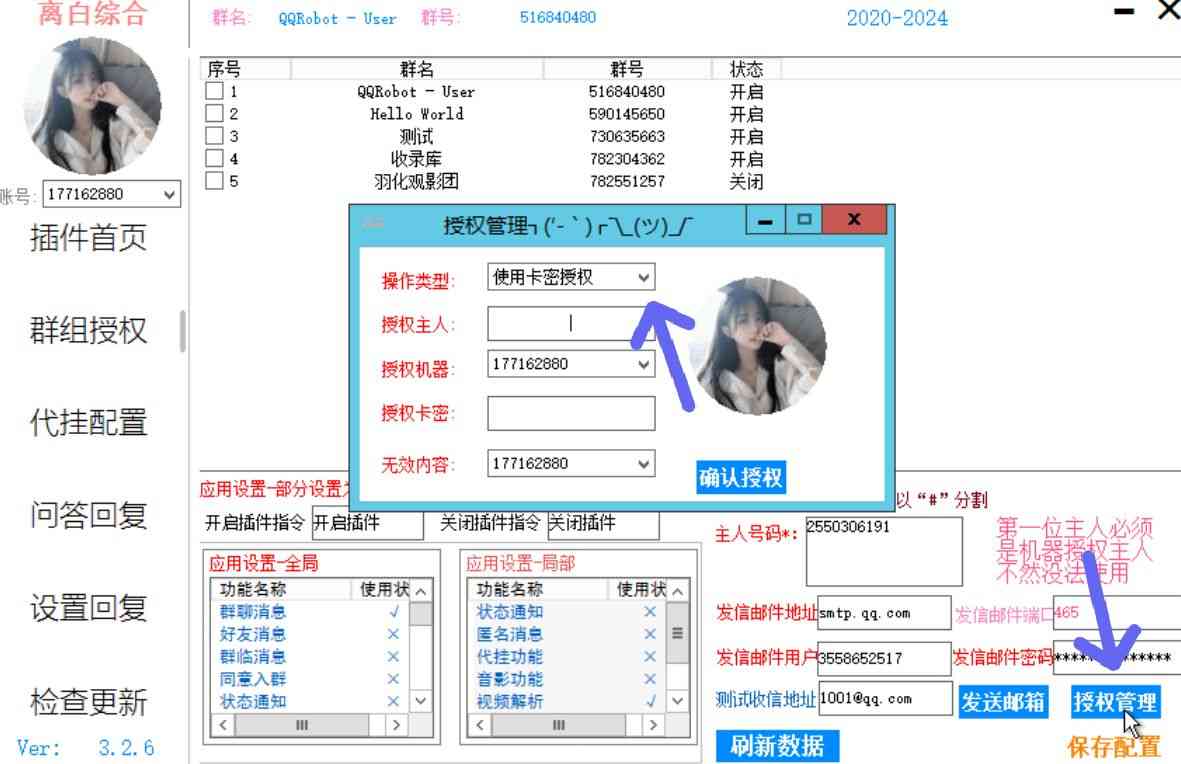 离白综合
群名: QQRobot - User 群号: 516840480 2020-2024
账号: 177162880
插件首页
群组授权
代挂配置
问答回复
设置回复
检查更新
Ver: 3.2.6
序号 群名 群号 状态
1 QQRobot - User 516840480 开启
2 Hello World 590145650 开启
3 测试 730635663 开启
4 收录库 782304362 开启
5 羽化观影团 782551257 关闭
授权管理┐('-`)┌¯\_(ツ)_/¯
操作类型: 使用卡密授权
授权主人:
授权机器: 177162880
授权卡密:
无效内容: 177162880
确认授权
应用设置-部分设置
以“#”分割
开启插件指令 开启插件 关闭插件指令 关闭插件
应用设置-全局
功能名称 使用状
群聊消息 √
好友消息 ×
群临消息 ×
同意入群 ×
状态通知 ×
应用设置-局部
功能名称 使用状
状态通知 ×
匿名消息 ×
代挂功能 ×
音影功能 ×
视频解析 √
主人号码*: 2550306191
第一位主人必须
是机器授权主人
不然没法使用
发信邮件地址 smtp.qq.com 发信邮件端口 465
发信邮件用户 3558652517 发信邮件密码
测试收信地址 1001@qq.com 发送邮箱 授权管理
刷新数据 保存配置